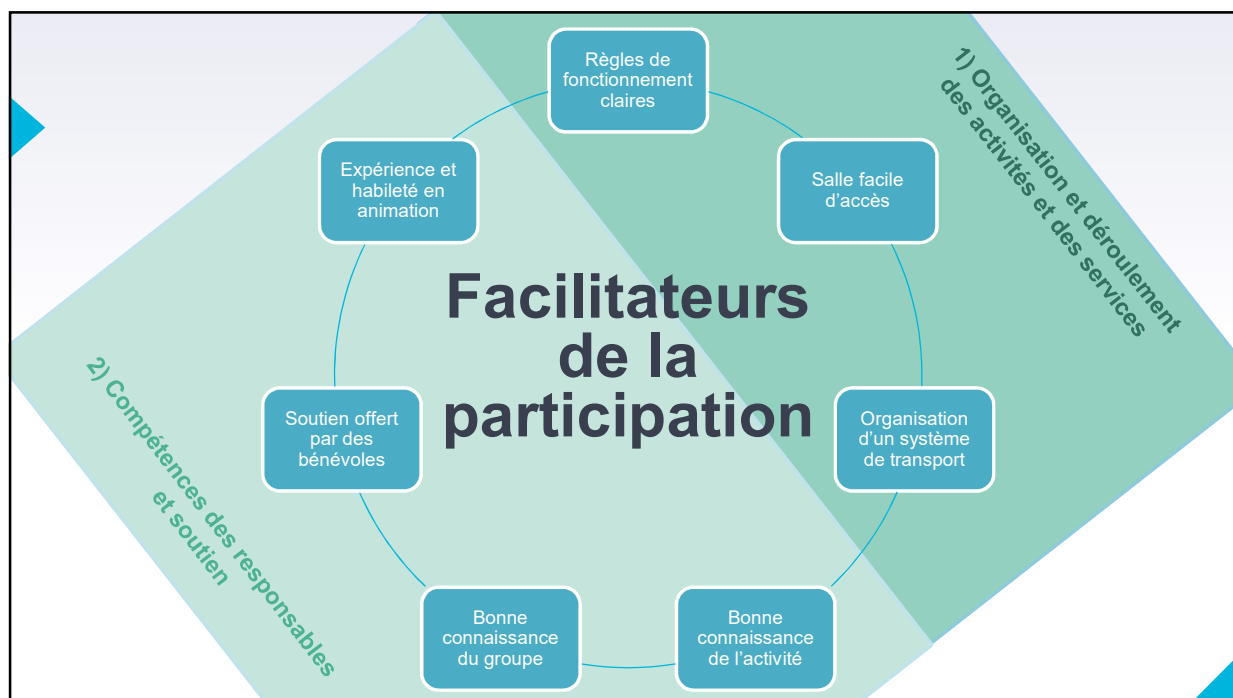 Règles de
fonctionnement
claires
1) Organisation et déroulement
des activités et des services
Expérience et
habileté en
animation
Salle facile
d’accès
Facilitateurs
de la
participation
2) Compétences des responsables
et soutien
Soutien offert
par des
bénévoles
Organisation
d’un système
de transport
Bonne
connaissance
du groupe
Bonne
connaissance
de l’activité